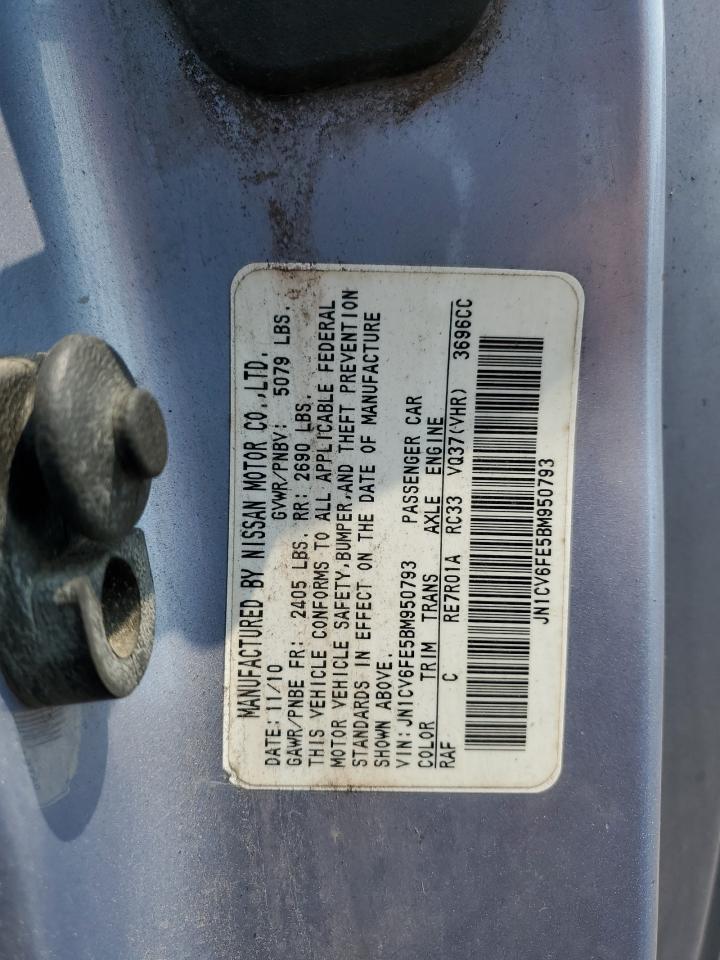 MANUFACTURED BY NISSAN MOTOR CO.,LTD.
DATE:11/10 GVWR/PNBV: 5079 LBS.
GAWR/PNBE FR: 2405 LBS. RR: 2690 LBS.
THIS VEHICLE CONFORMS TO ALL APPLICABLE FEDERAL
MOTOR VEHICLE SAFETY,BUMPER,AND THEFT PREVENTION
STANDARDS IN EFFECT ON THE DATE OF MANUFACTURE
SHOWN ABOVE.
VIN:JN1CV6FE5BM950793 PASSENGER CAR
COLOR TRIM TRANS AXLE ENGINE
RAF C RE7R01A RC33 VQ37(VHR) 3696CC
JN1CV6FE5BM950793